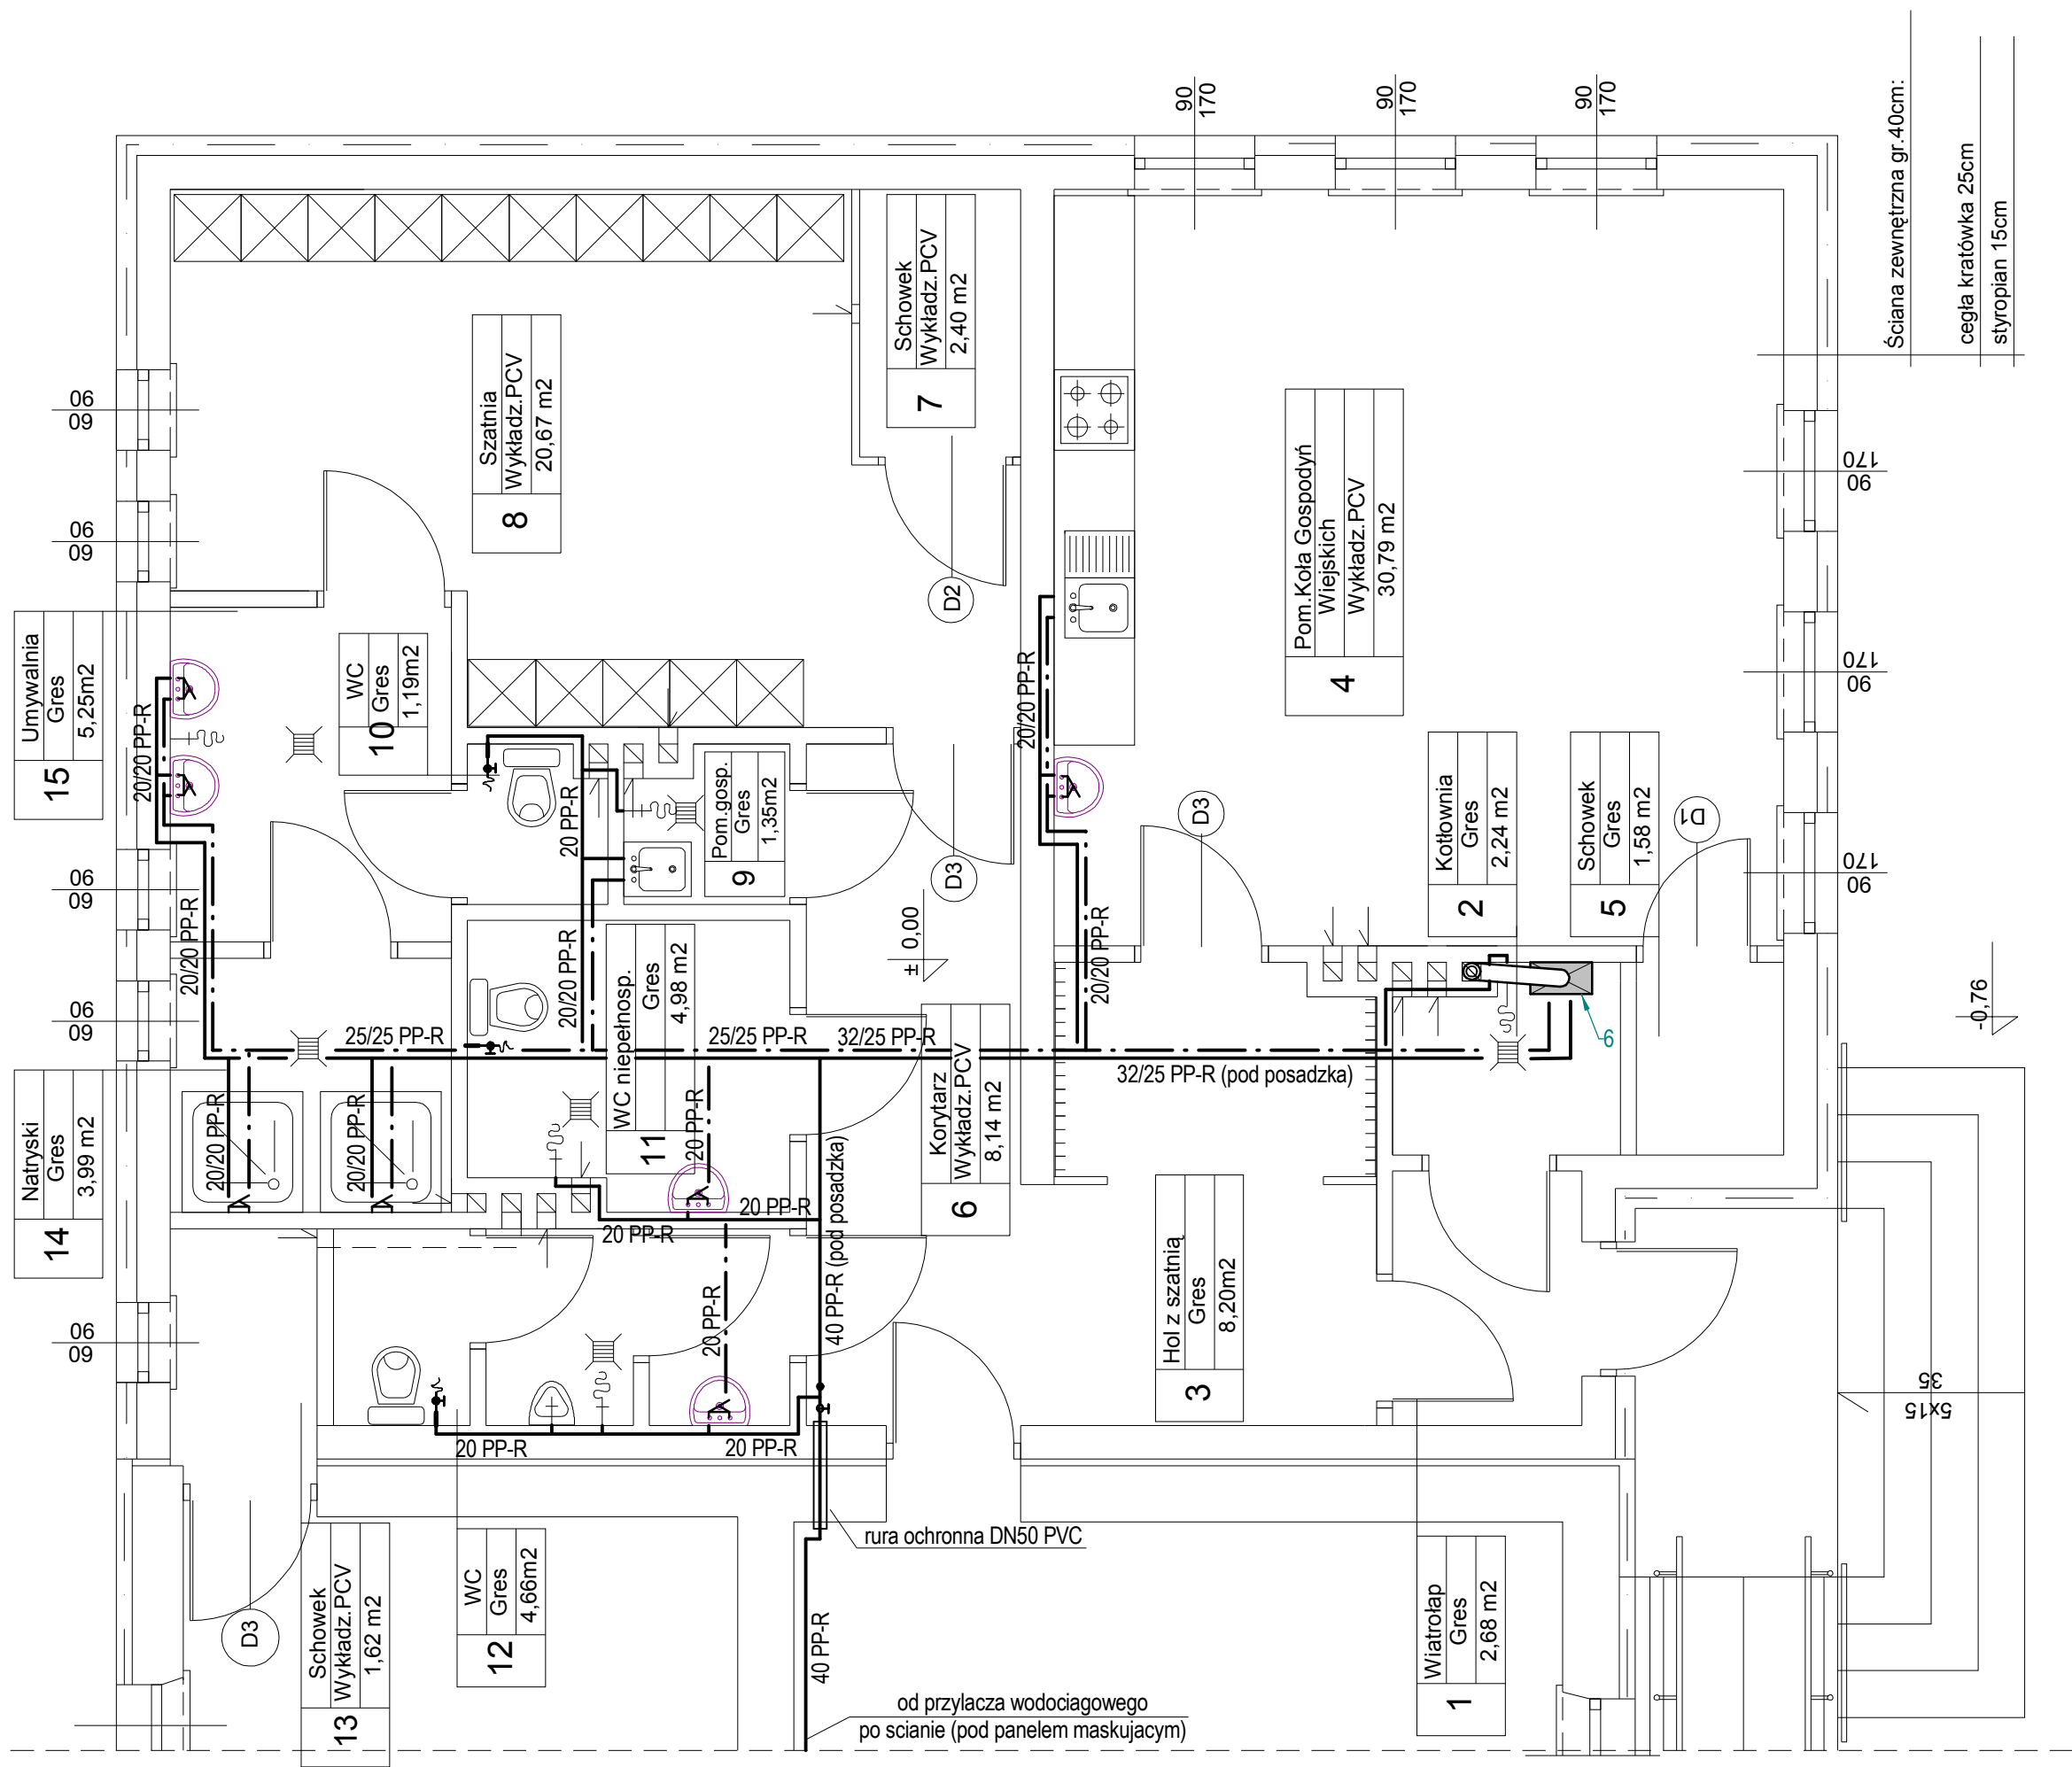 90
170
90
170
90
170
Ściana zewnętrzna gr.40cm:
cegła kratówka 25cm
styropian 15cm
90
60
90
60
8
Szatnia
Wykładz.PCV
20,67 m2
7
Schowek
Wykładz.PCV
2,40 m2
4
Pom.Koła Gospodyń
Wiejskich
Wykładz.PCV
30,79 m2
170
90
170
90
170
90
D2
15
Umywalnia
Gres
5,25m2
10
WC
Gres
1,19m2
20/20 PP-R
20/20 PP-R
20 PP-R
9
Pom.gosp.
Gres
1,35m2
D3
D3
2
Kotłownia
Gres
2,24 m2
5
Schowek
Gres
1,58 m2
D1
90
60
90
60
± 0,00
20/20 PP-R
20/20 PP-R
20/20 PP-R
-0,76
25/25 PP-R
25/25 PP-R
32/25 PP-R
32/25 PP-R (pod posadzka)
6
11
WC niepełnosp.
Gres
4,98 m2
6
Korytarz
Wykładz.PCV
8,14 m2
14
Natryski
Gres
3,99 m2
20/20 PP-R
20/20 PP-R
20 PP-R
20 PP-R
20 PP-R
20 PP-R
40 PP-R (pod posadzka)
3
Hol z szatnią
Gres
8,20m2
90
60
35
5x15
20 PP-R
20 PP-R
rura ochronna DN50 PVC
D3
13
Schowek
Wykładz.PCV
1,62 m2
12
WC
Gres
4,66m2
40 PP-R
1
Wiatrołap
Gres
2,68 m2
od przylacza wodociagowego
po scianie (pod panelem maskujacym)